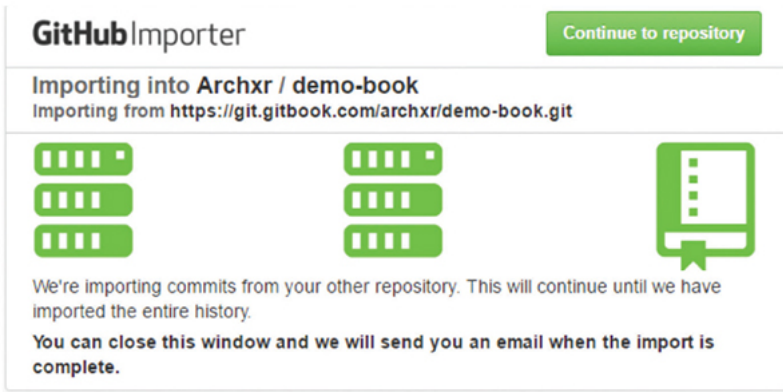 GitHub Importer
Continue to repository
Importing into Archxr / demo-book
Importing from https://git.gitbook.com/archxr/demo-book.git
We're importing commits from your other repository. This will continue until we have
imported the entire history.
You can close this window and we will send you an email when the import is
complete.